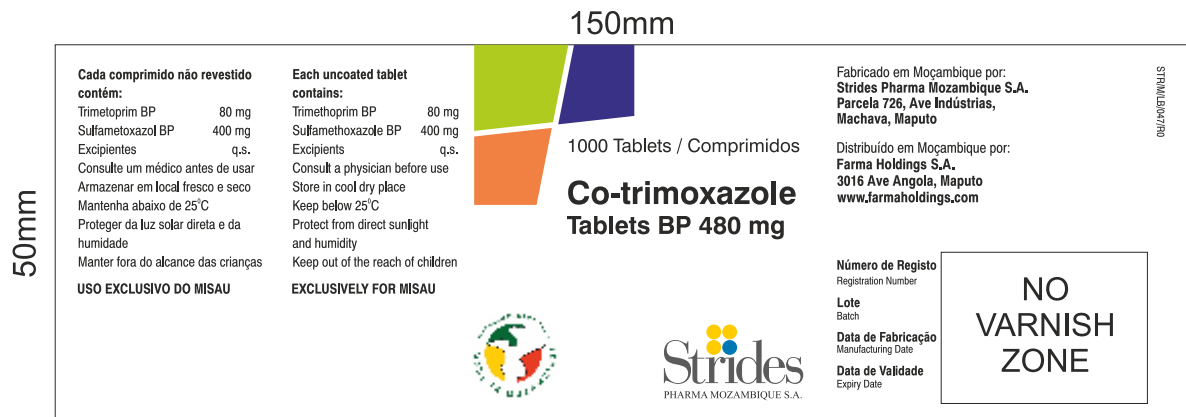 150mm
50mm
Cada comprimido não revestido
contém:
Trimetoprim BP 80 mg
Sulfametoxazol BP 400 mg
Excipientes q.s.
Consulte um médico antes de usar
Armazenar em local fresco e seco
Mantenha abaixo de 25⁰C
Proteger da luz solar direta e da
humidade
Manter fora do alcance das crianças
USO EXCLUSIVO DO MISAU
Each uncoated tablet
contains:
Trimethoprim BP 80 mg
Sulfamethoxazole BP 400 mg
Excipients q.s.
Consult a physician before use
Store in cool dry place
Keep below 25⁰C
Protect from direct sunlight
and humidity
Keep out of the reach of children
EXCLUSIVELY FOR MISAU
1000 Tablets / Comprimidos
Co-trimoxazole
Tablets BP 480 mg
Strides
PHARMA MOZAMBIQUE S.A.
Fabricado em Moçambique por:
Strides Pharma Mozambique S.A.
Parcela 726, Ave Indústrias,
Machava, Maputo
Distribuído em Moçambique por:
Farma Holdings S.A.
3016 Ave Angola, Maputo
www.farmaholdings.com
Número de Registo
Registration Number
Lote
Batch
Data de Fabricação
Manufacturing Date
Data de Validade
Expiry Date
NO
VARNISH
ZONE
STR/M/LB/047/R0